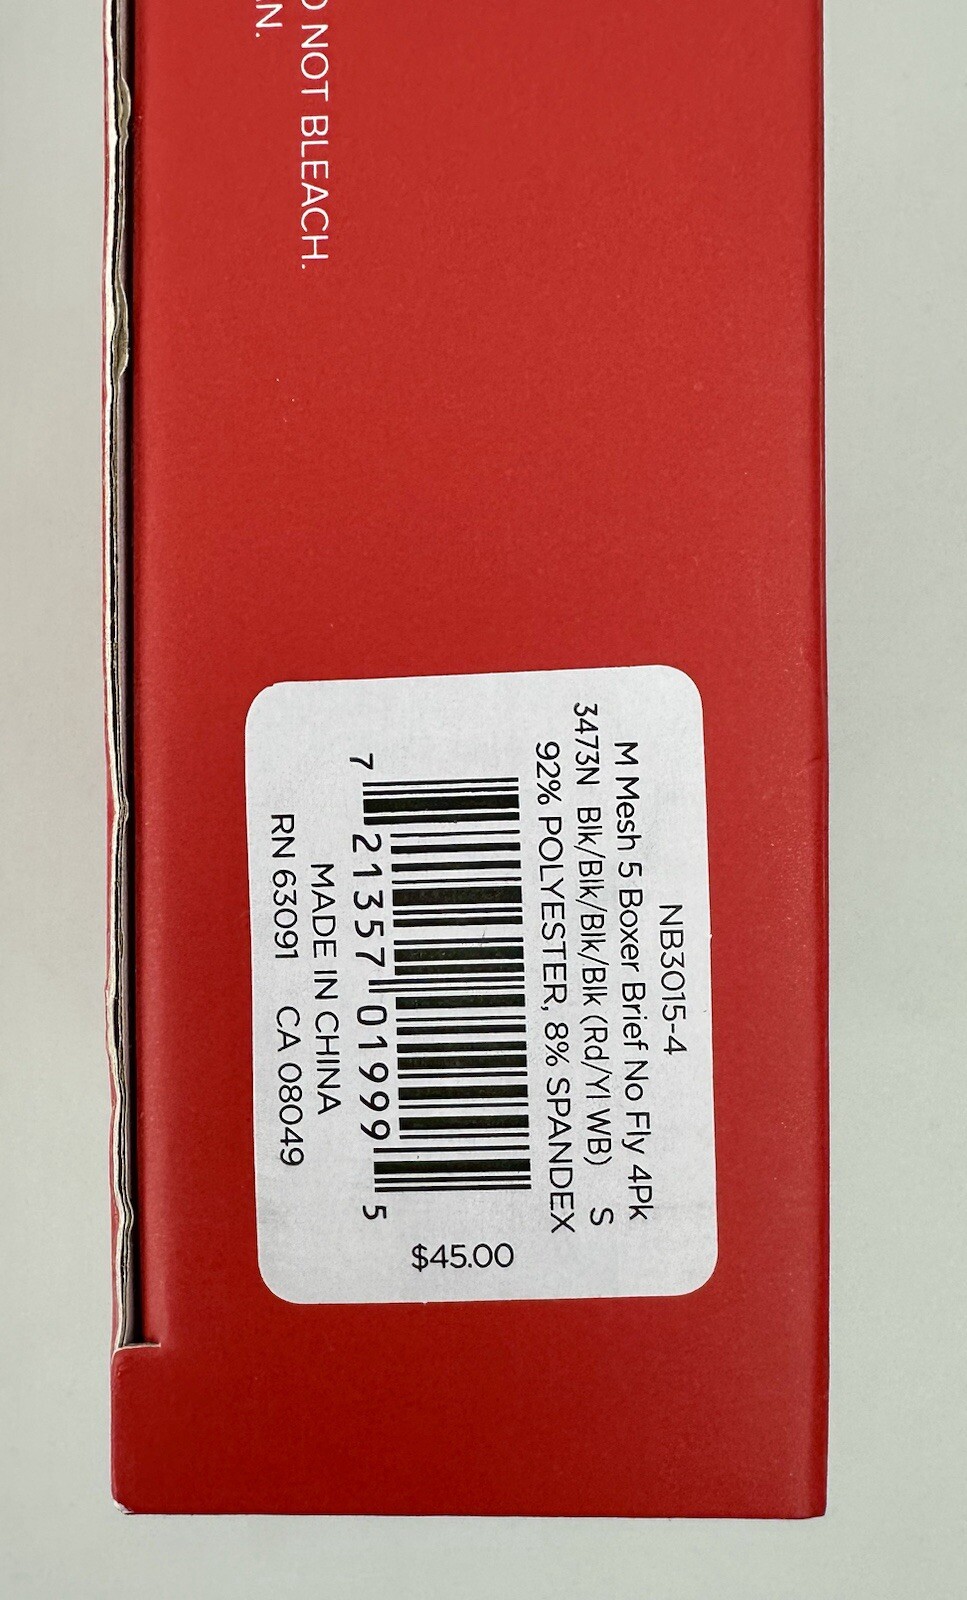 O NOT BLEACH.
N.
NB3015-4
M Mesh 5 Boxer Brief No Fly 4Pk
3473N Blk/Blk/Blk/Blk (Rd/Yl WB) S
92% POLYESTER, 8% SPANDEX
7 21357 01999 5
MADE IN CHINA
RN 63091 CA 08049
$45.00